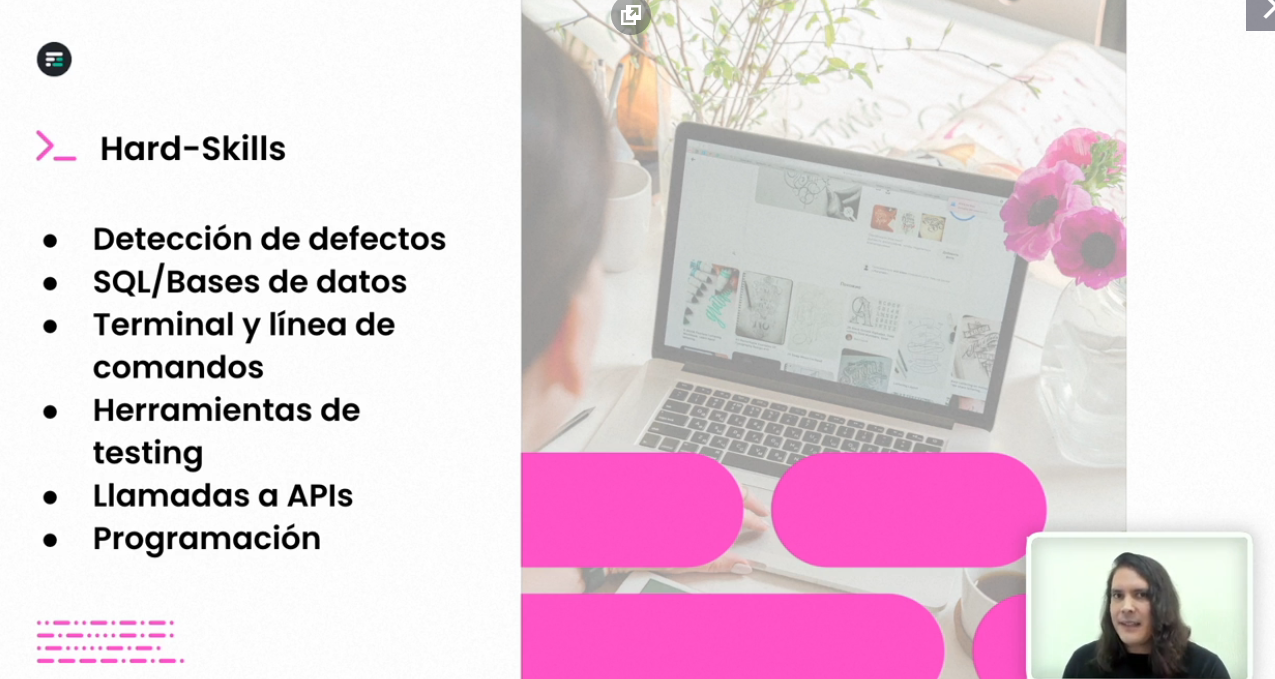 Hard-Skills
● Detección de defectos
● SQL/Bases de datos
● Terminal y línea de
comandos
● Herramientas de
testing
● Llamadas a APIs
● Programación